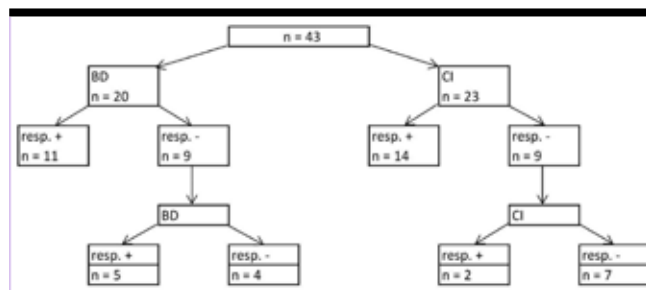 n = 43
BD
n = 20
CI
n = 23
resp. +
n = 11
resp. -
n = 9
resp. +
n = 14
resp. -
n = 9
BD
CI
resp. +
n = 5
resp. -
n = 4
resp. +
n = 2
resp. -
n = 7